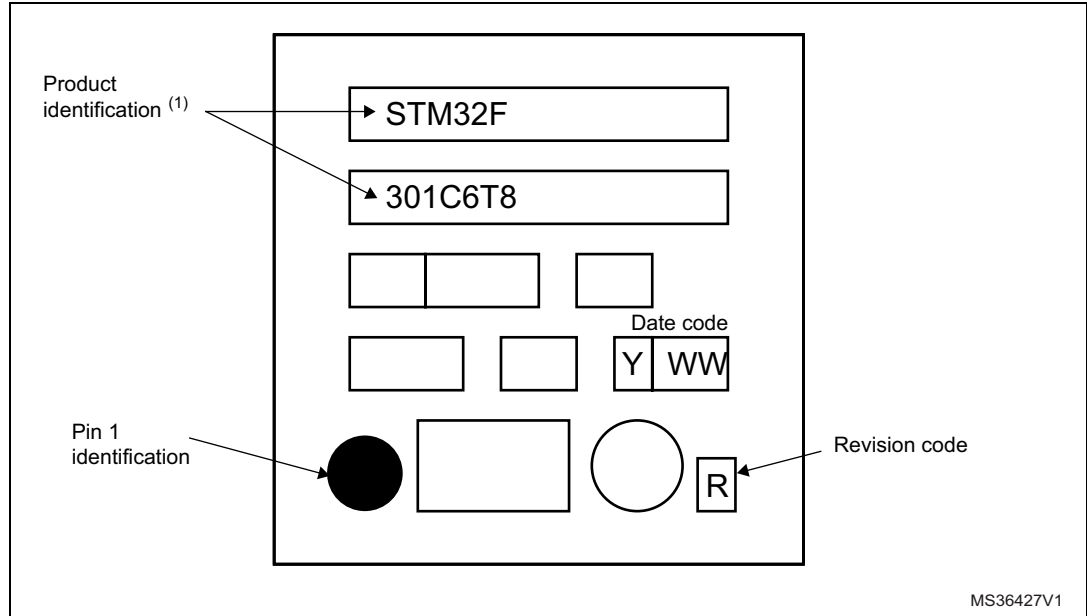 Product
identification (1)
STM32F
301C6T8
Date code
Y WW
Pin 1
identification
Revision code
R
MS36427V1